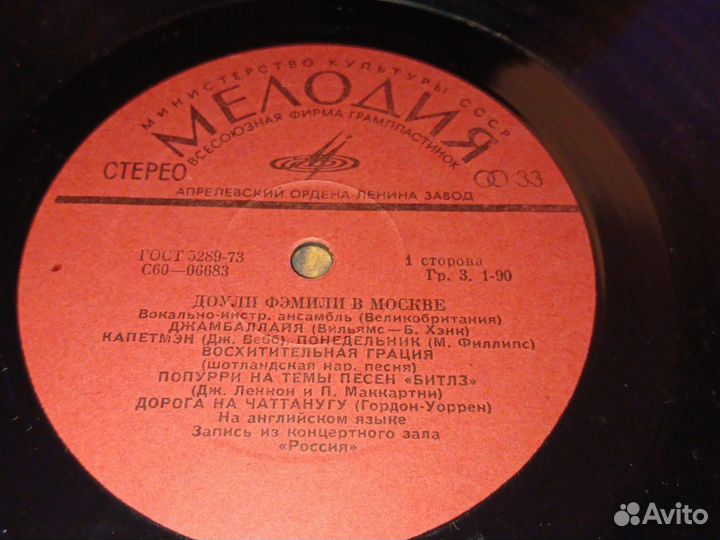 МИНИСТЕРСТВО КУЛЬТУРЫ СССР
МЕЛОДИЯ
ВСЕСОЮЗНАЯ ФИРМА ГРАМПЛАСТИНОК
СТЕРЕО
33
АПРЕЛЕВСКИЙ ОРДЕНА ЛЕНИНА ЗАВОД
ГОСТ 5289-73
С60—06683
1 сторона
Гр. 3. 1-90
ДОУЛИ ФЭМИЛИ В МОСКВЕ
Вокально-инстр. ансамбль (Великобритания)
ДЖАМБАЛЛАЙЯ (Вильямс—Б. Хэни)
КАПЕТМЭН (Дж. Вебб), ПОНЕДЕЛЬНИК (М. Филлипс)
ВОСХИТИТЕЛЬНАЯ ГРАЦИЯ
(шотландская нар. песня)
ПОПУРРИ НА ТЕМЫ ПЕСЕН «БИТЛЗ»
(Дж. Леннон и П. Маккартни)
ДОРОГА НА ЧАТТАНУГУ (Гордон-Уоррен)
На английском языке
Запись из концертного зала
«Россия»
Avito